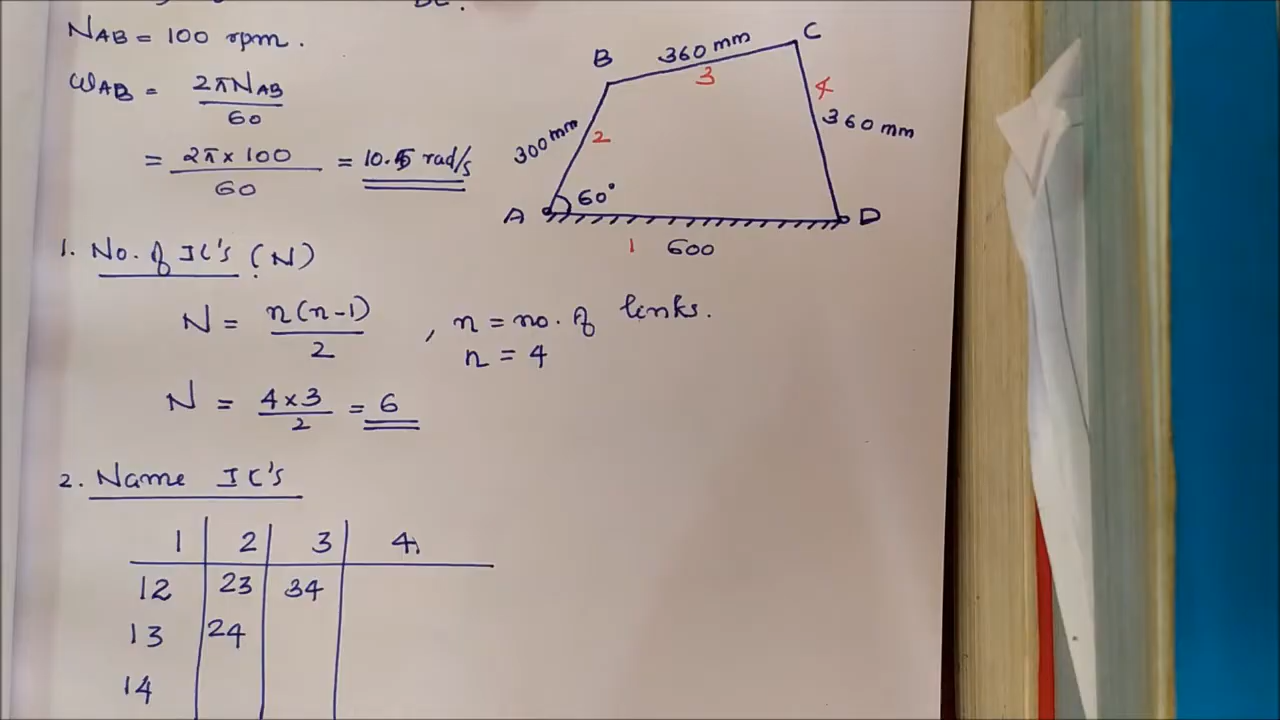 NAB = 100 rpm.
ωAB = 2πNAB
60
= 2π × 100 = 10.5 rad/s
60
B 360 mm C
3
300 mm 2
4 360 mm
A 60° D
1 600
1. No. of IC's (N)
N = n(n-1) , n = no. of links.
2
n = 4
N = 4×3 = 6
2
2. Name IC's
1 2 3 4
12 23 34
13 24
14